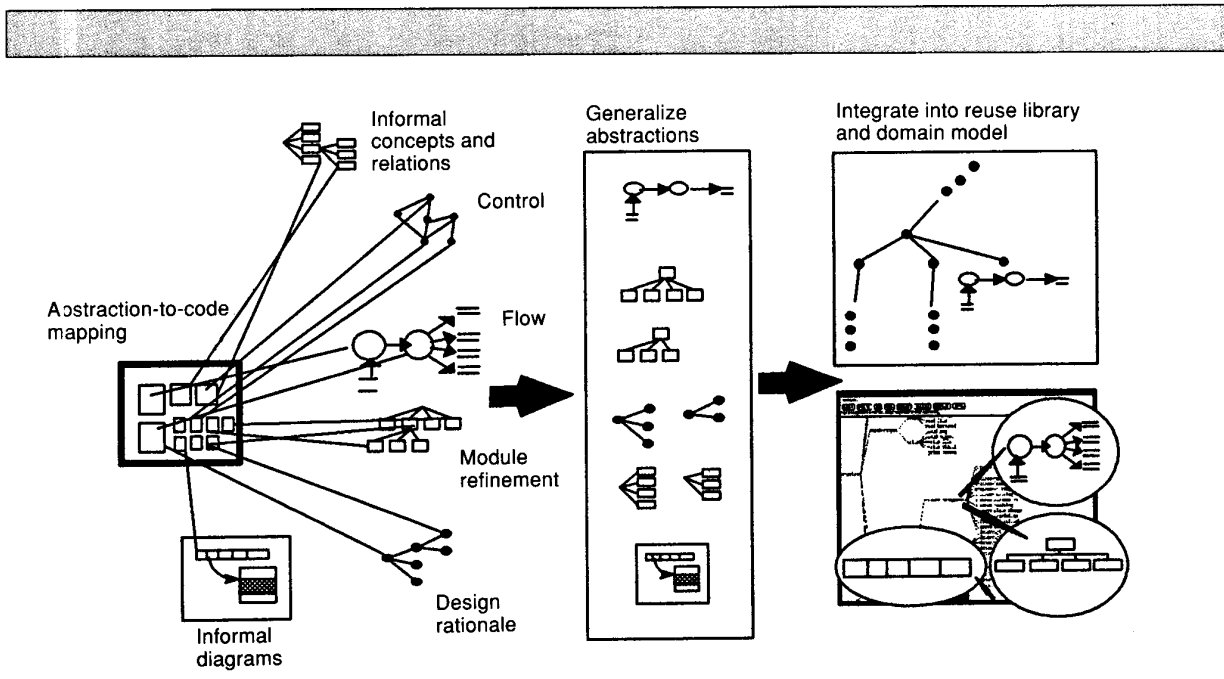 Informal
concepts and
relations
Control
Abstraction-to-code
mapping
Flow
Module
refinement
Design
rationale
Informal
diagrams
Generalize
abstractions
Integrate into reuse library
and domain model